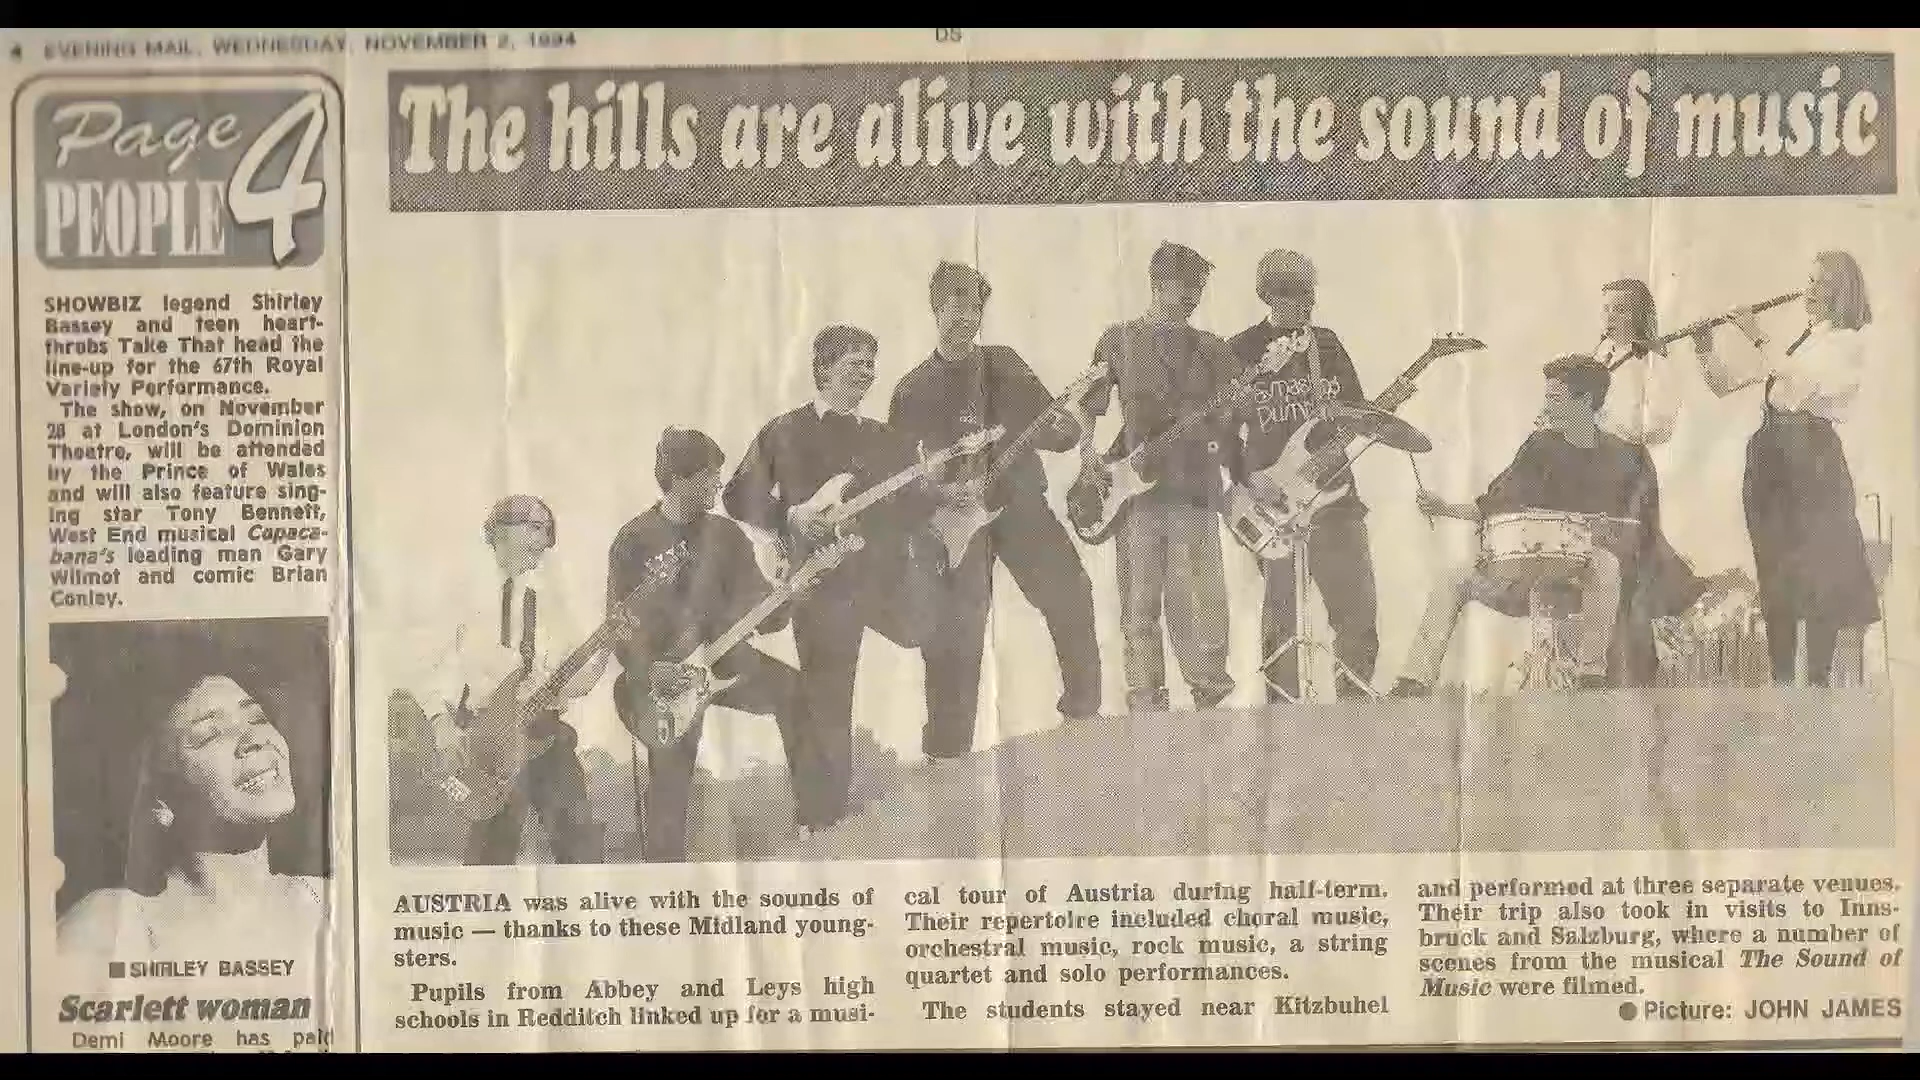 4 EVENING MAIL, WEDNESDAY, NOVEMBER 2, 1994
DS
Page
PEOPLE 4
SHOWBIZ legend Shirley
Bassey and teen heart-
throbs Take That head the
line-up for the 67th Royal
Variety Performance.
The show, on November
28 at London's Dominion
Theatre, will be attended
by the Prince of Wales
and will also feature sing-
ing star Tony Bennett,
West End musical Copaca-
bana's leading man Gary
Wilmot and comic Brian
Conley.
SHIRLEY BASSEY
Scarlett woman
Demi Moore has paid
The hills are alive with the sound of music
Smashing
Pump
AUSTRIA was alive with the sounds of
music — thanks to these Midland young-
sters.
Pupils from Abbey and Leys high
schools in Redditch linked up for a musi-
cal tour of Austria during half-term.
Their repertoire included choral music,
orchestral music, rock music, a string
quartet and solo performances.
The students stayed near Kitzbuhel
and performed at three separate venues.
Their trip also took in visits to Inns-
bruck and Salzburg, where a number of
scenes from the musical The Sound of
Music were filmed.
Picture: JOHN JAMES